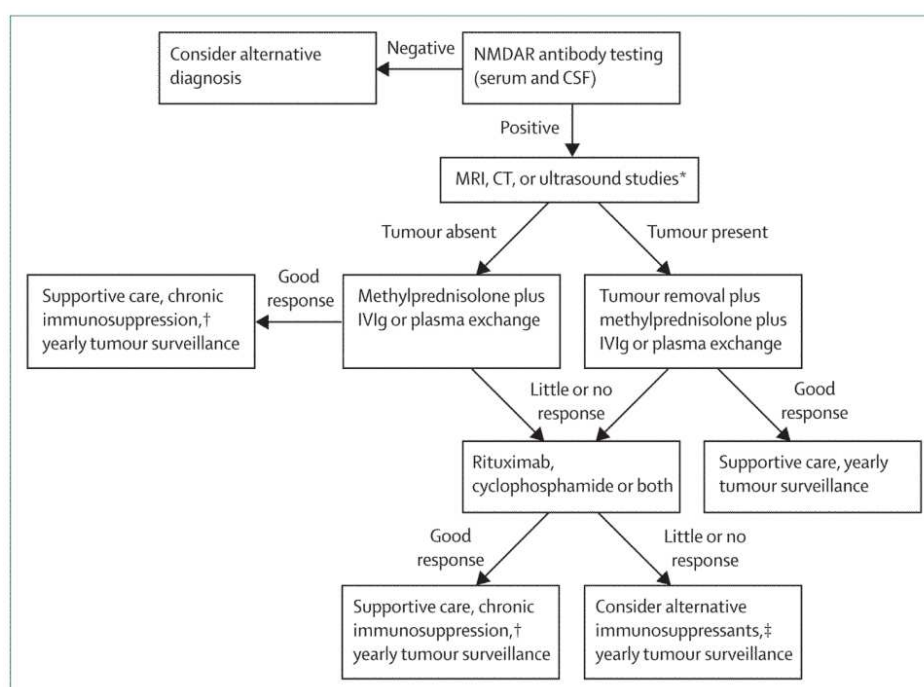 Consider alternative
diagnosis
Negative
NMDAR antibody testing
(serum and CSF)
Positive
MRI, CT, or ultrasound studies*
Tumour absent
Tumour present
Supportive care, chronic
immunosuppression,†
yearly tumour surveillance
Good
response
Methylprednisolone plus
IVIg or plasma exchange
Tumour removal plus
methylprednisolone plus
IVIg or plasma exchange
Little or no
response
Good
response
Rituximab,
cyclophosphamide or both
Supportive care, yearly
tumour surveillance
Good
response
Little or no
response
Supportive care, chronic
immunosuppression,†
yearly tumour surveillance
Consider alternative
immunosuppressants,‡
yearly tumour surveillance